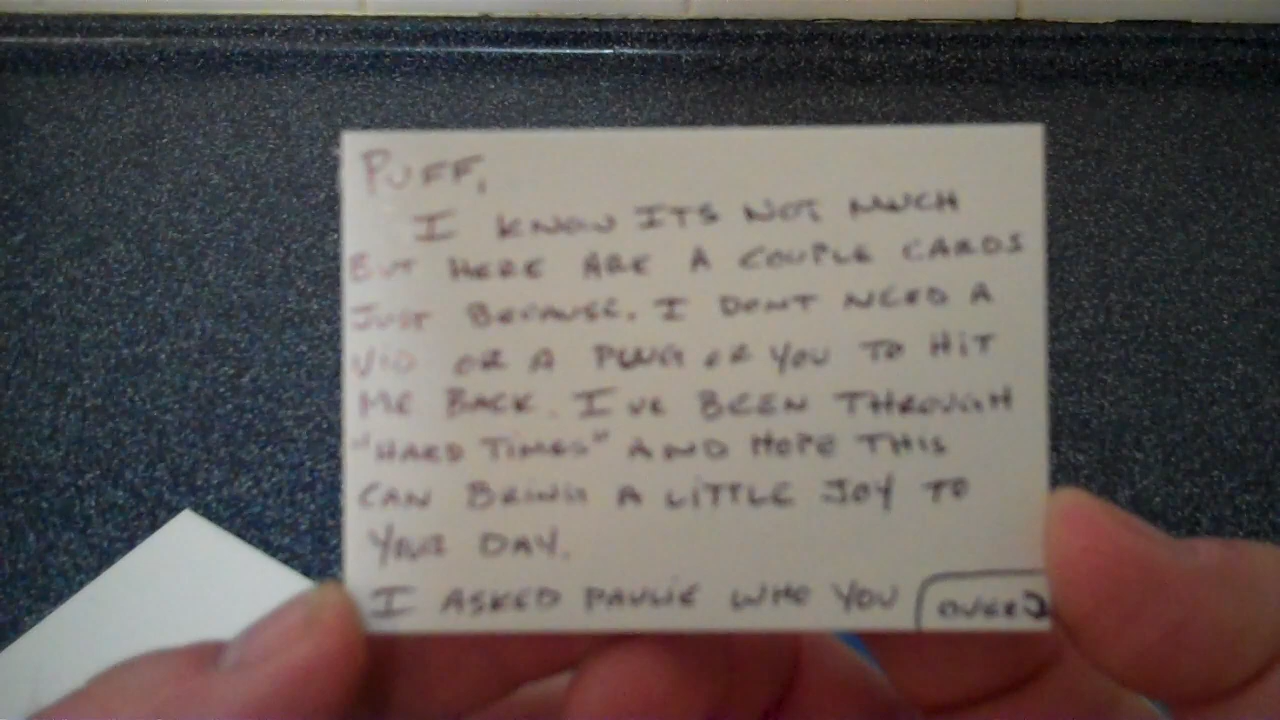 PUFF,
I KNOW ITS NOT MUCH
BUT HERE ARE A COUPLE CARDS
JUST BECAUSE. I DONT NEED A
VID OR A PLUG OR YOU TO HIT
ME BACK. I'VE BEEN THROUGH
"HARD TIMES" AND HOPE THIS
CAN BRING A LITTLE JOY TO
YOUR DAY.
I ASKED PAULIE WHO YOU
OVER